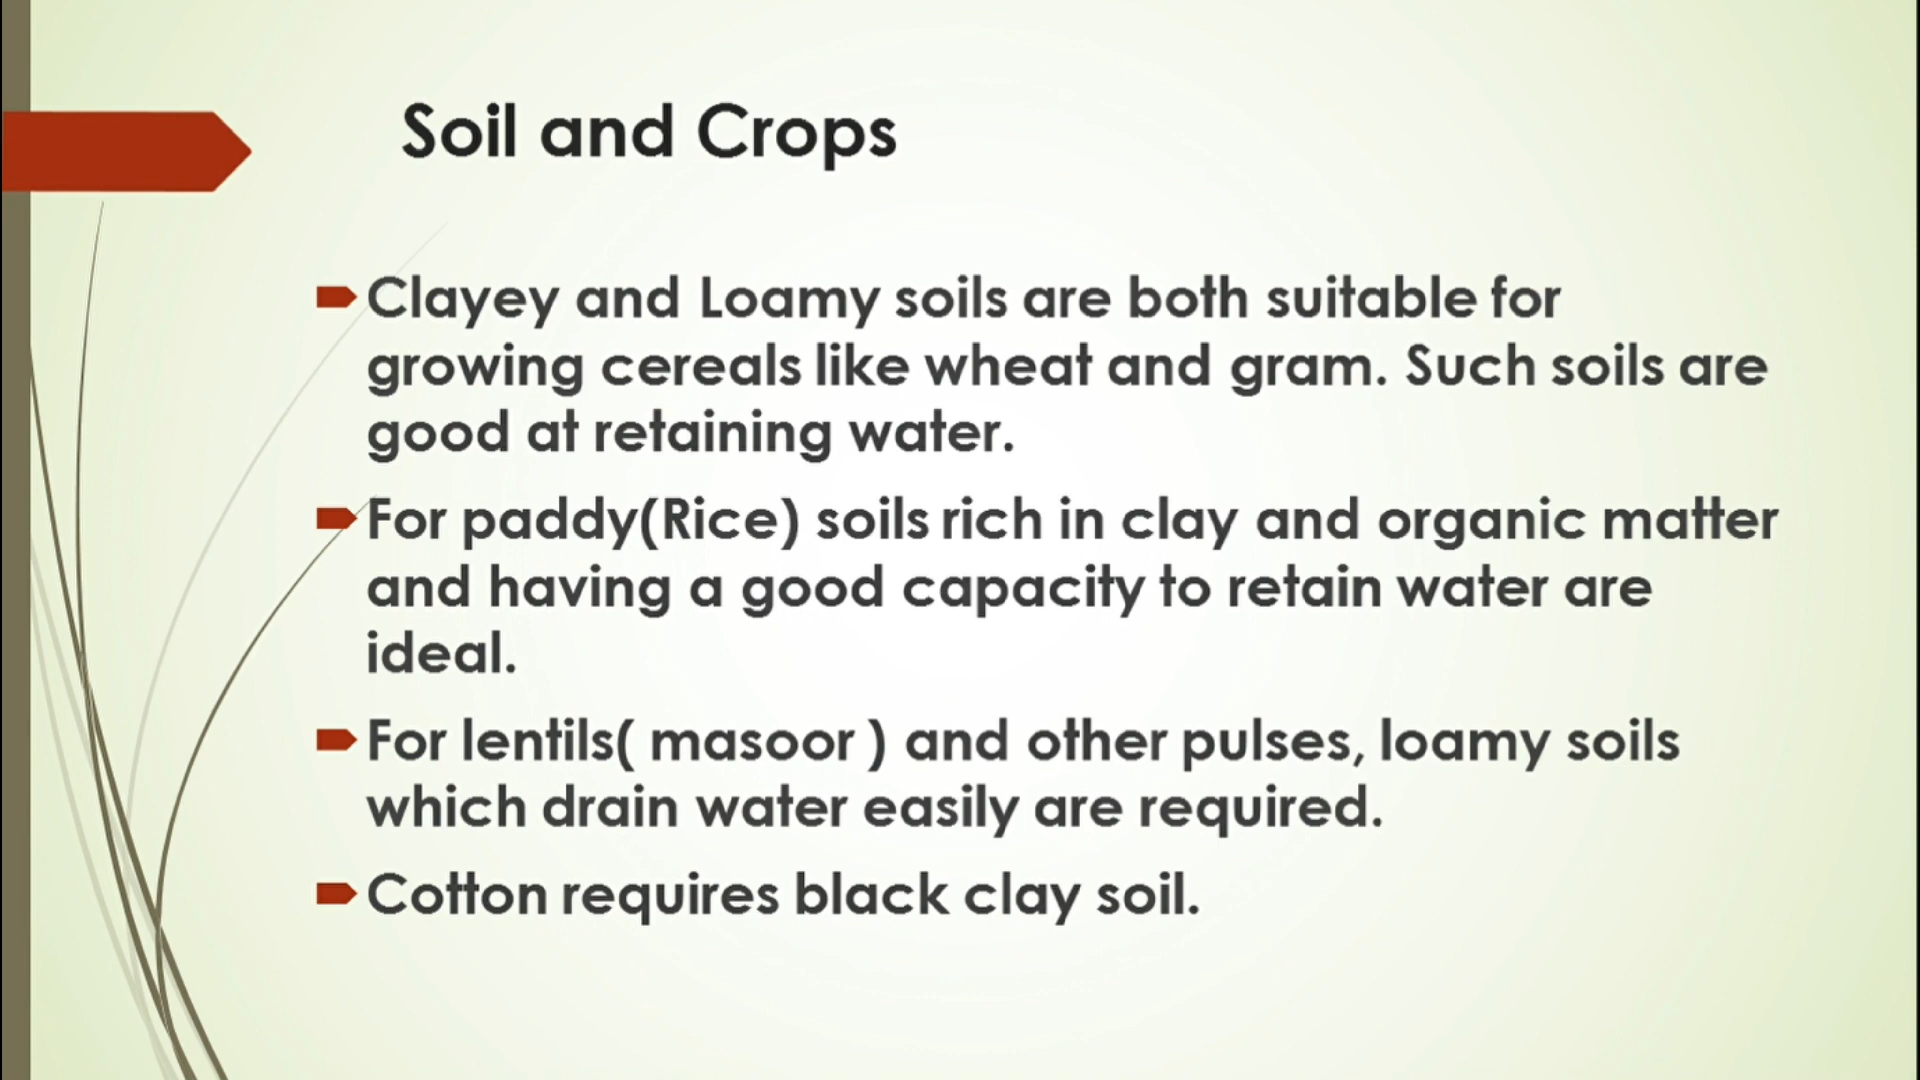 Soil and Crops
Clayey and Loamy soils are both suitable for
growing cereals like wheat and gram. Such soils are
good at retaining water.
For paddy(Rice) soils rich in clay and organic matter
and having a good capacity to retain water are
ideal.
For lentils( masoor ) and other pulses, loamy soils
which drain water easily are required.
Cotton requires black clay soil.